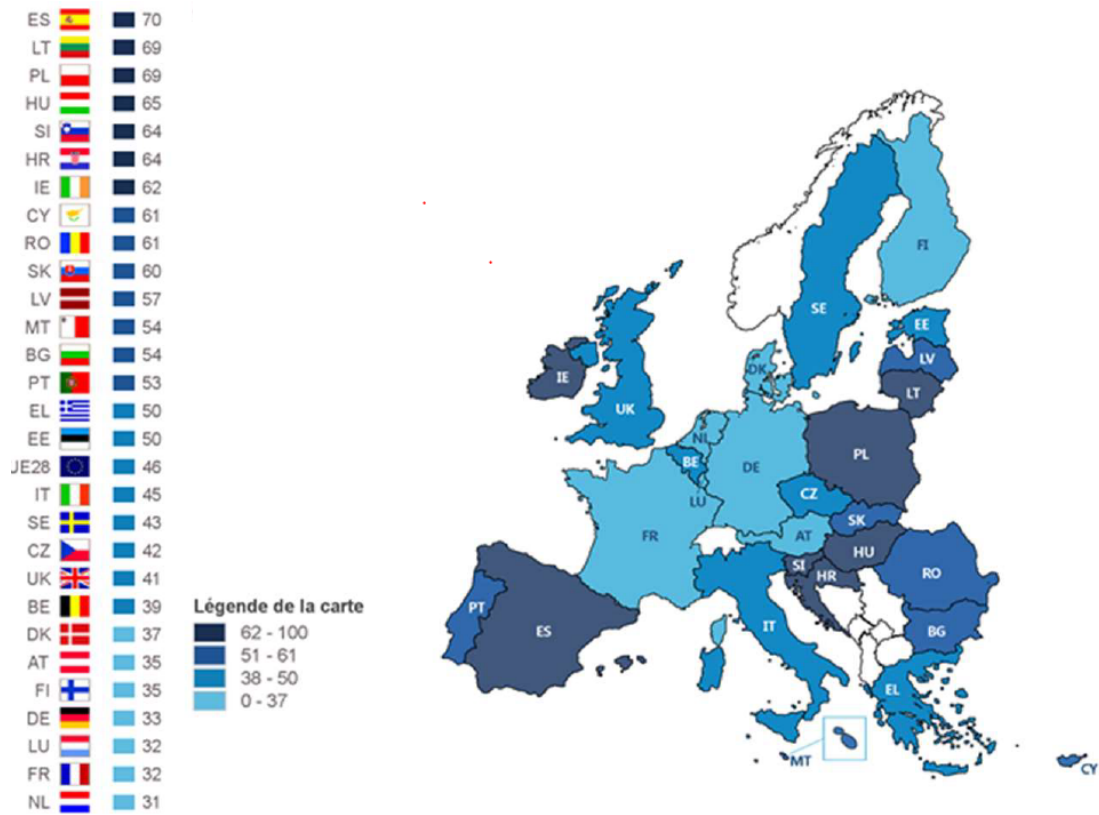 ES 70
LT 69
PL 69
HU 65
SI 64
HR 64
IE 62
CY 61
RO 61
SK 60
LV 57
MT 54
BG 54
PT 53
EL 50
EE 50
UE28 46
IT 45
SE 43
CZ 42
UK 41
BE 39
DK 37
AT 35
FI 35
DE 33
LU 32
FR 32
NL 31
Légende de la carte
62 - 100
51 - 61
38 - 50
0 - 37
FI
SE
EE
LV
DK
LT
IE
UK
NL
PL
BE
DE
LU
CZ
SK
FR
AT
HU
SI
HR
RO
PT
ES
IT
BG
EL
MT
CY